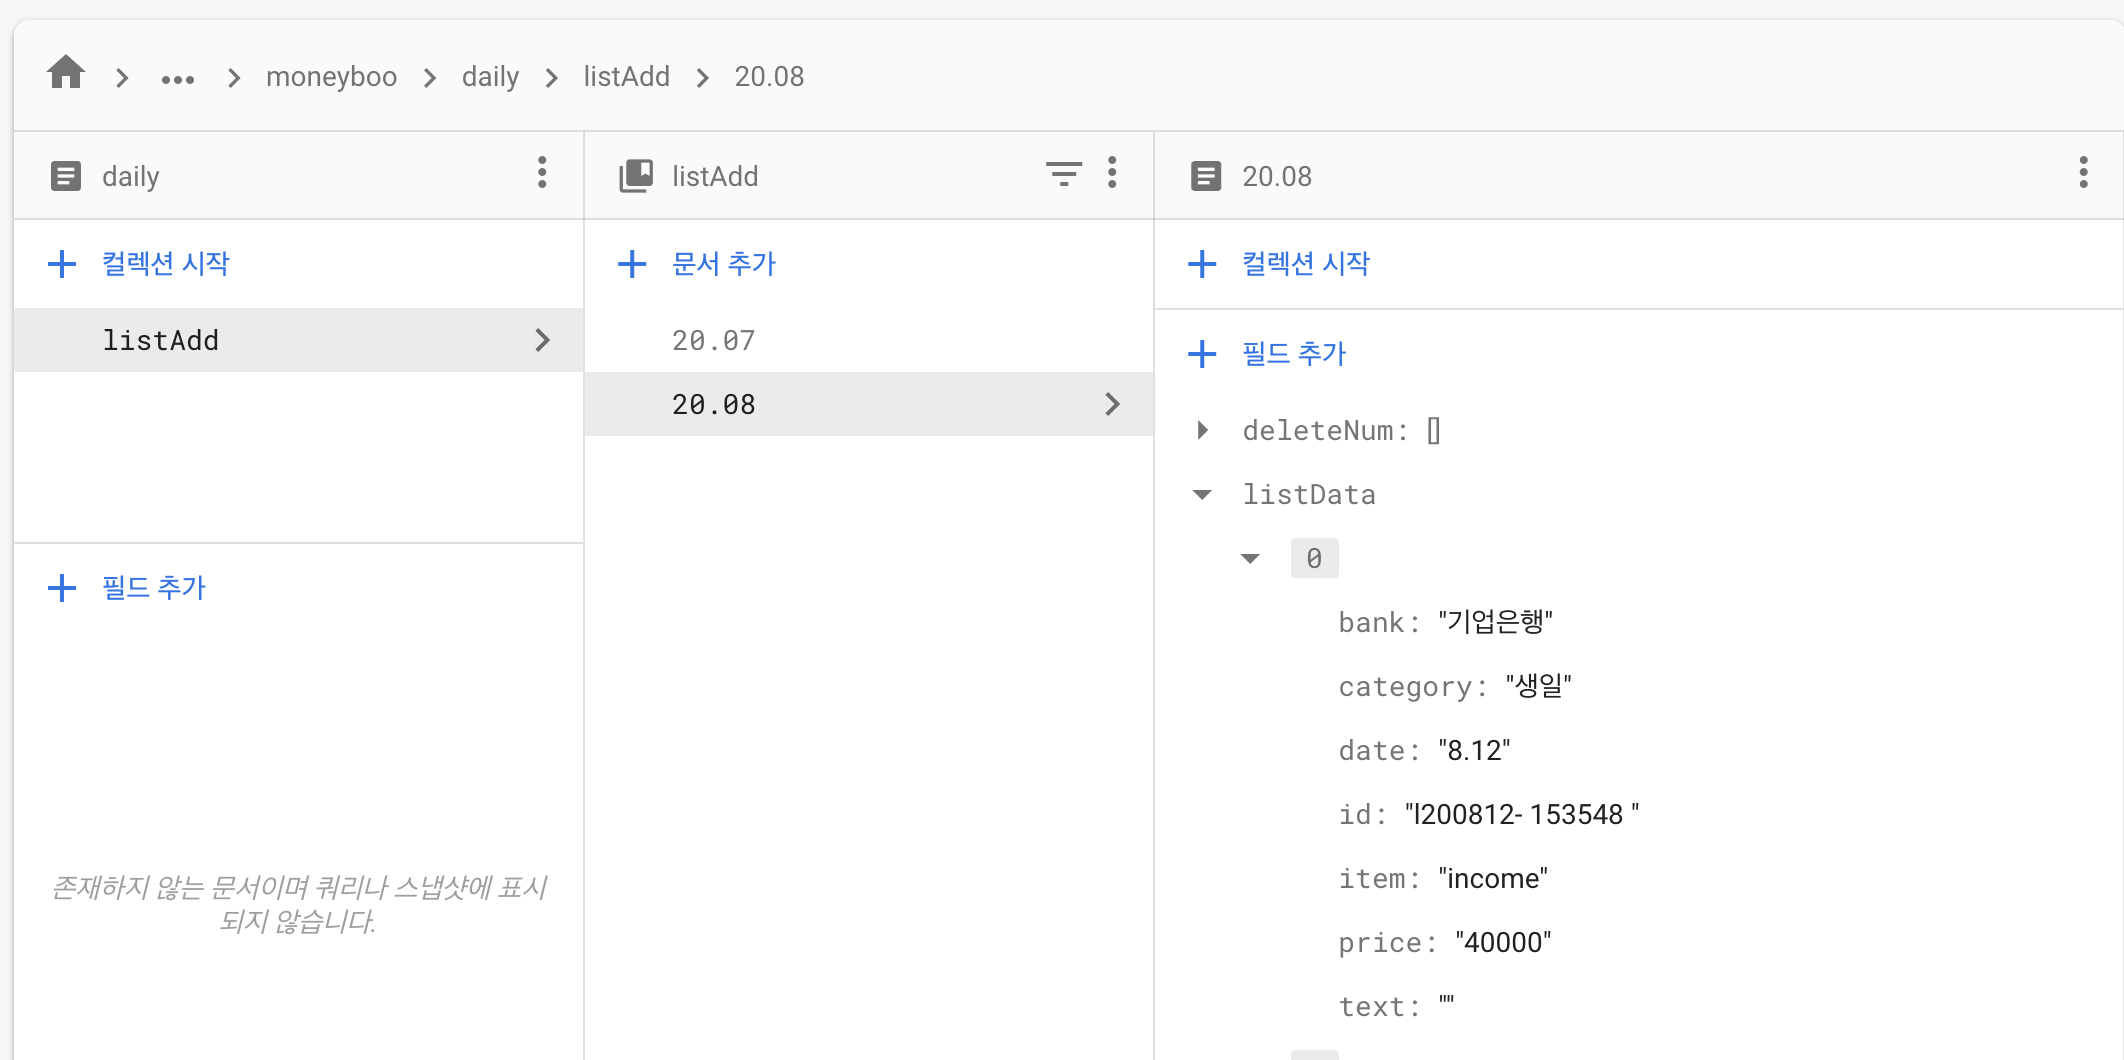 ... moneyboo daily listAdd 20.08
daily
컬렉션 시작
listAdd
필드 추가
존재하지 않는 문서이며 쿼리나 스냅샷에 표시
되지 않습니다.
listAdd
문서 추가
20.07
20.08
20.08
컬렉션 시작
필드 추가
deleteNum: []
listData
0
bank: "기업은행"
category: "생일"
date: "8.12"
id: "l200812- 153548 "
item: "income"
price: "40000"
text: ""